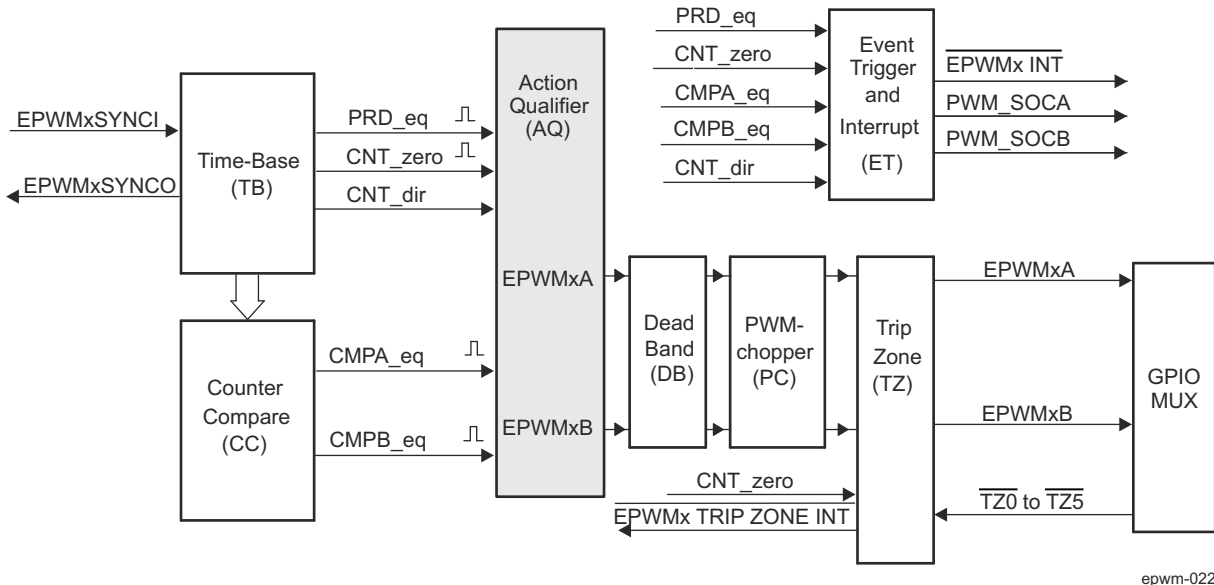 EPWMxSYNCI
EPWMxSYNCO
Time-Base
(TB)
PRD_eq
CNT_zero
CNT_dir
Counter
Compare
(CC)
CMPA_eq
CMPB_eq
Action
Qualifier
(AQ)
EPWMxA
EPWMxB
PRD_eq
CNT_zero
CMPA_eq
CMPB_eq
CNT_dir
Event
Trigger
and
Interrupt
(ET)
EPWMx INT
PWM_SOCA
PWM_SOCB
Dead
Band
(DB)
PWM-
chopper
(PC)
CNT_zero
EPWMx TRIP ZONE INT
Trip
Zone
(TZ)
EPWMxA
EPWMxB
TZ0 to TZ5
GPIO
MUX
epwm-022